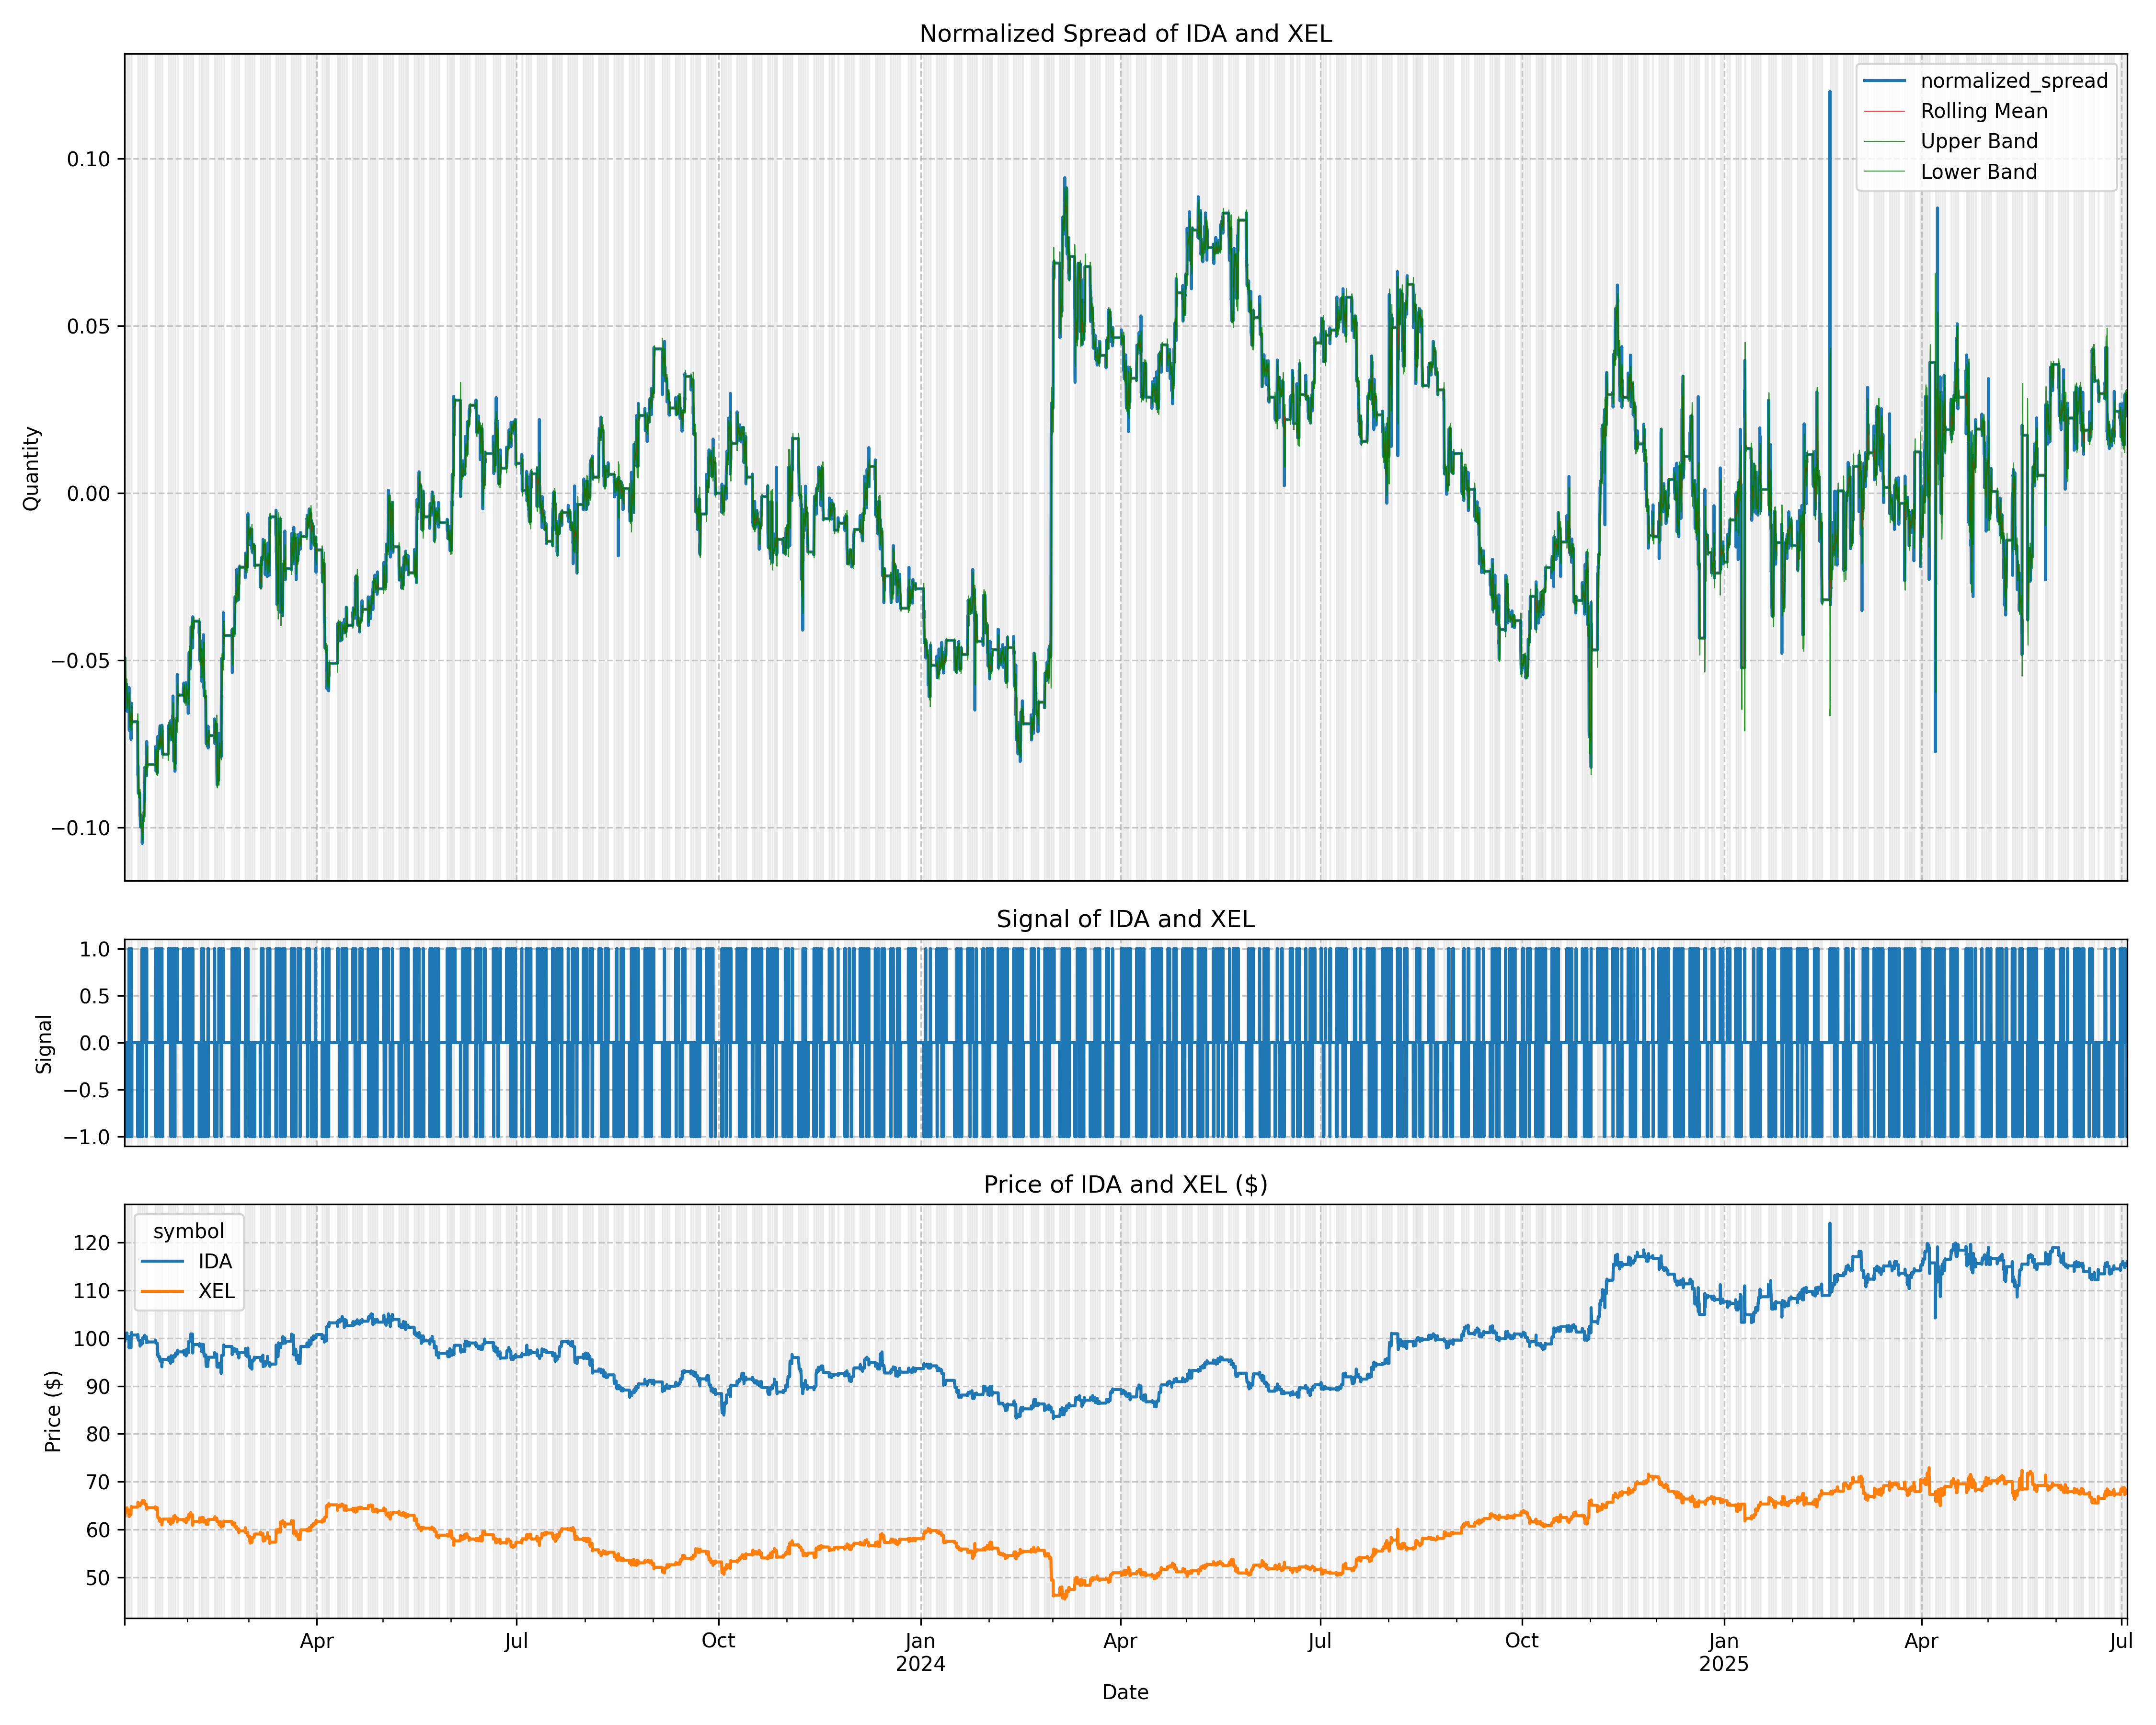 Normalized Spread of IDA and XEL
normalized_spread
Rolling Mean
Upper Band
Lower Band
0.10
0.05
0.00
−0.05
−0.10
Quantity
Signal of IDA and XEL
1.0
0.5
0.0
−0.5
−1.0
Signal
Price of IDA and XEL ($)
symbol
IDA
XEL
120
110
100
90
80
70
60
50
Price ($)
Apr Jul Oct Jan Apr Jul Oct Jan Apr Jul
2024 2025
Date